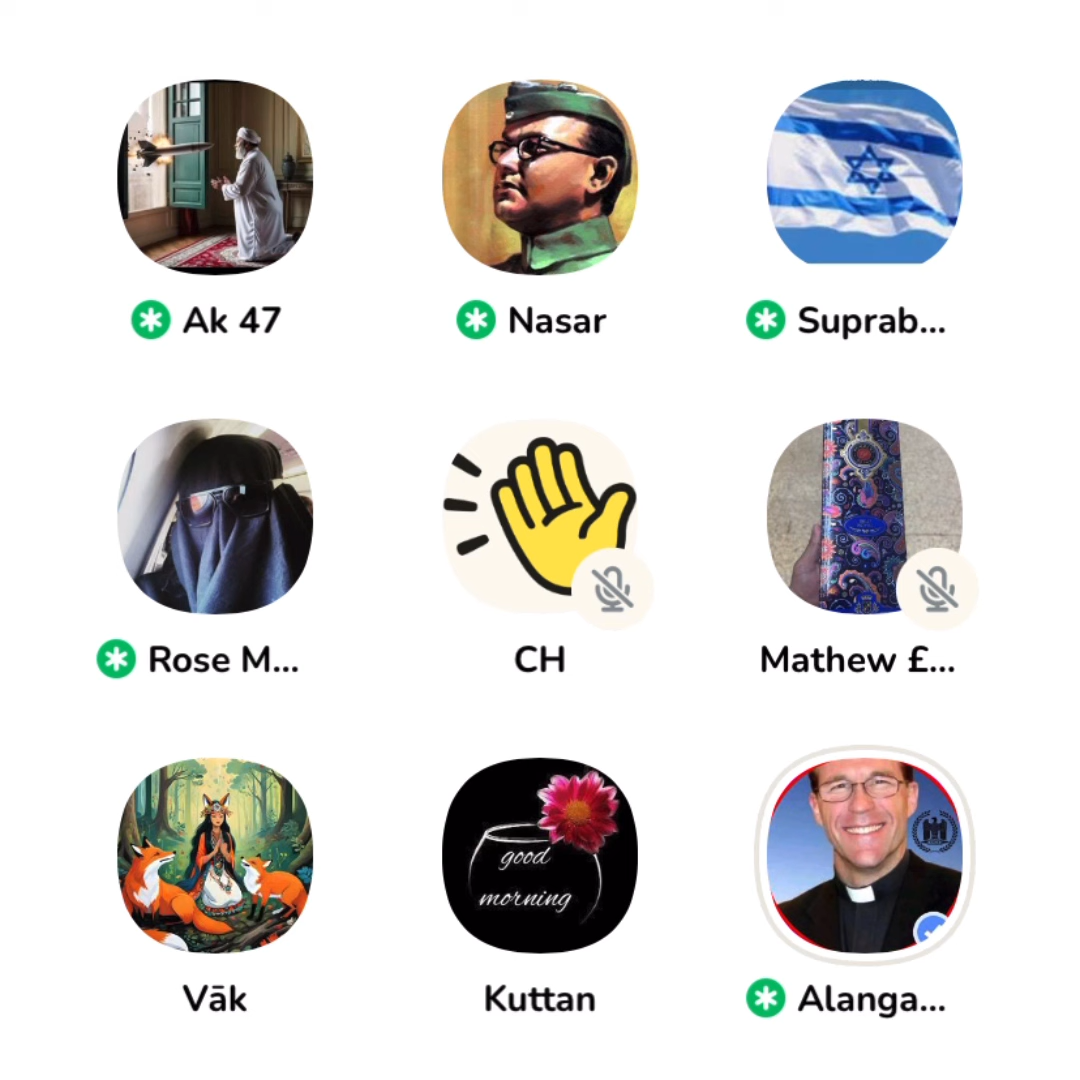 Ak 47
Nasar
Suprab...
Rose M...
CH
Mathew £...
good
morning
Vāk
Kuttan
Alanga...